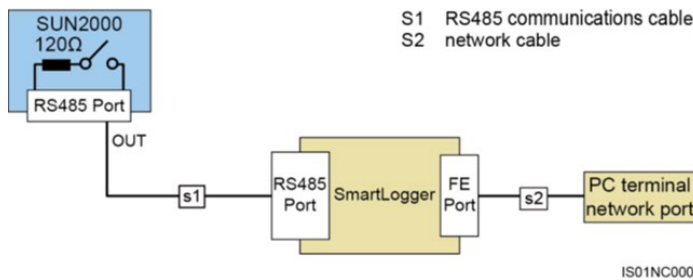 SUN2000
120Ω
RS485 Port
OUT
S1 RS485 communications cable
S2 network cable
s1
RS485
Port
SmartLogger
FE
Port
s2
PC terminal
network port
IS01NC000